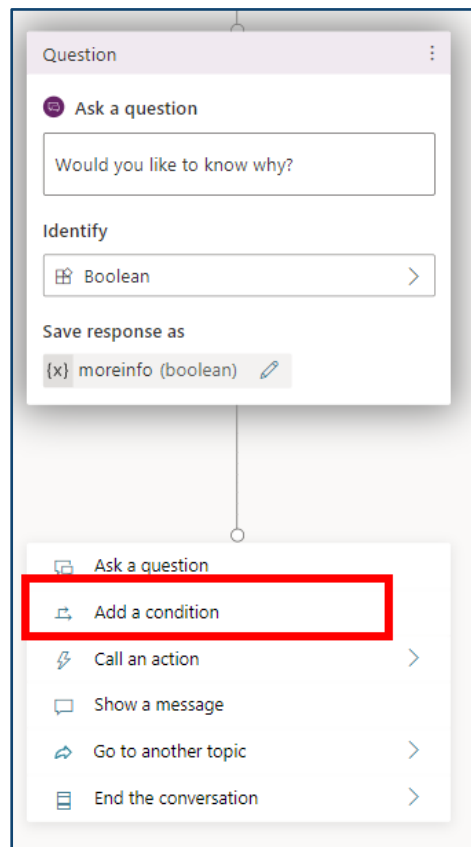 Question
Ask a question
Would you like to know why?
Identify
Boolean
Save response as
{x} moreinfo (boolean)
Ask a question
Add a condition
Call an action
Show a message
Go to another topic
End the conversation